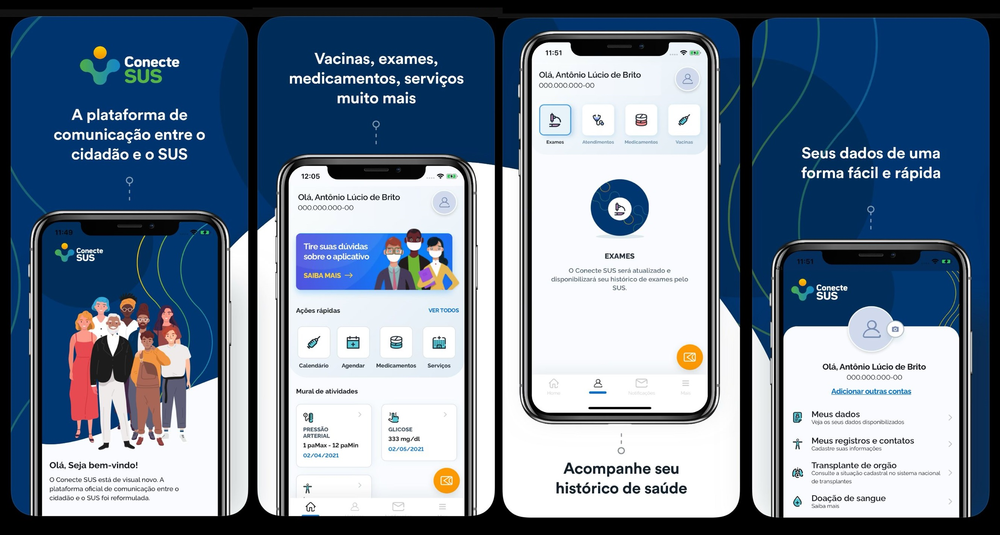 Conecte
SUS
A plataforma de
comunicação entre o
cidadão e o SUS
11:49
Conecte
SUS
Olá, Seja bem-vindo!
O Conecte SUS está de visual novo. A
plataforma oficial de comunicação entre o
cidadão e o SUS foi reformulada.
Vacinas, exames,
medicamentos, serviços
muito mais
12:05
Olá, Antônio Lúcio de Brito
000.000.000-00
Tire suas dúvidas
sobre o aplicativo
SAIBA MAIS →
Ações rápidas VER TODOS
Calendário Agendar Medicamentos Serviços
Mural de atividades
PRESSÃO
ARTERIAL
1 paMax - 12 paMin
02/04/2021
GLICOSE
333 mg/dl
02/05/2021
11:51
Olá, Antônio Lúcio de Brito
000.000.000-00
Exames Atendimentos Medicamentos Vacinas
EXAMES
O Conecte SUS será atualizado e
disponibilizará seu histórico de exames pelo
SUS.
Home Notificações Mais
Acompanhe seu
histórico de saúde
Seus dados de uma
forma fácil e rápida
11:51
Conecte
SUS
Olá, Antônio Lúcio de Brito
000.000.000-00
Adicionar outras contas
Meus dados
Veja os seus dados disponibilizados
Meus registros e contatos
Cadastre suas informações
Transplante de orgão
Consulte a situação cadastral no sistema nacional
de transplantes
Doação de sangue
Saiba mais